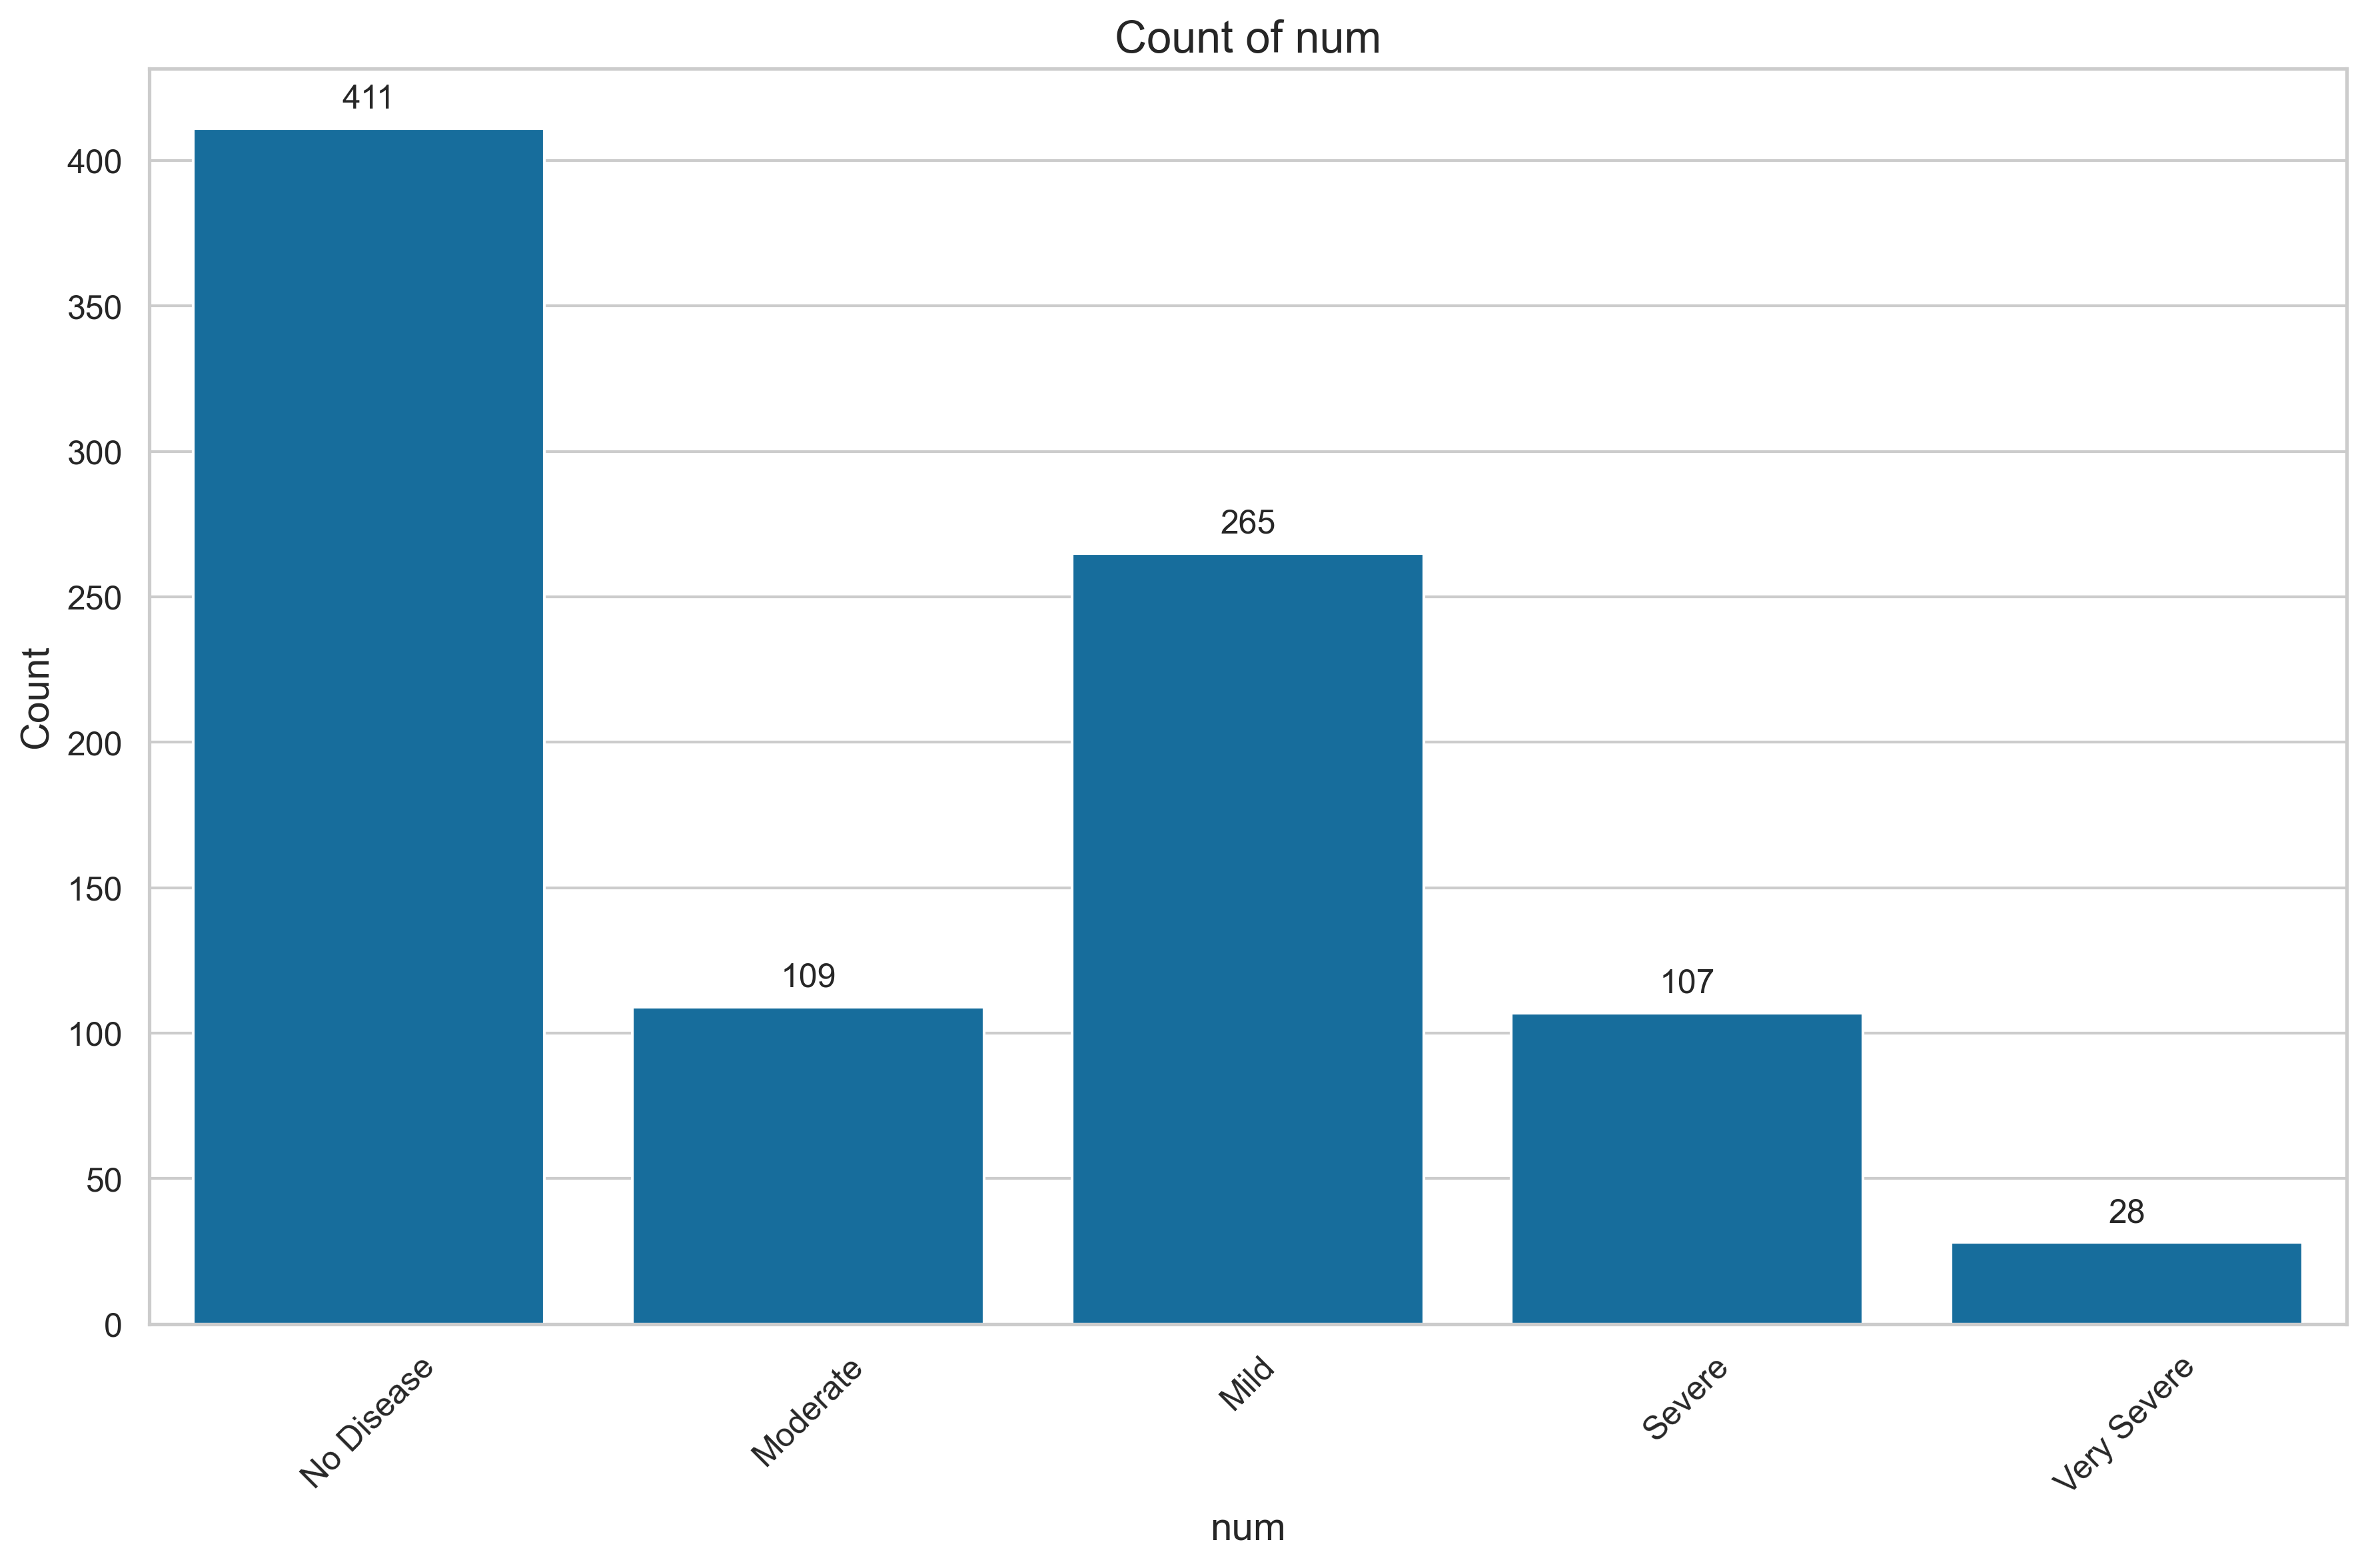 Count of num
411
400
350
300
265
250
Count
200
150
109
107
100
50
28
0
No Disease
Moderate
Mild
Severe
Very Severe
num